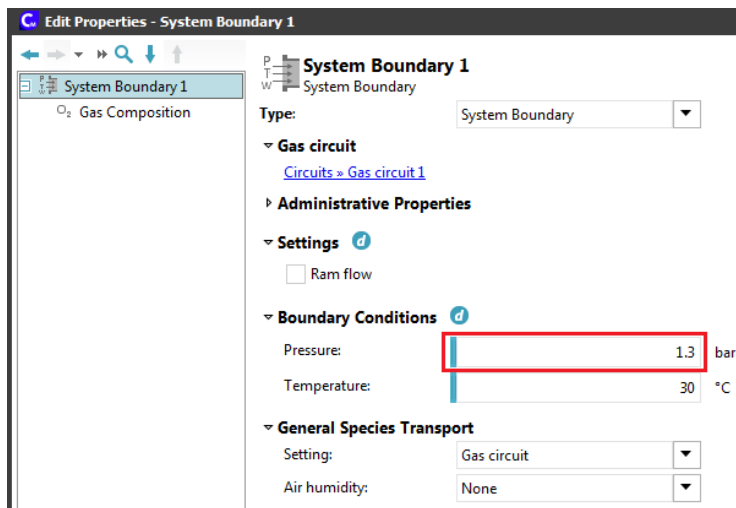 Edit Properties - System Boundary 1
System Boundary 1
O2 Gas Composition
P
T
W
System Boundary 1
System Boundary
Type: System Boundary
Gas circuit
Circuits » Gas circuit 1
Administrative Properties
Settings d
Ram flow
Boundary Conditions d
Pressure: 1.3 bar
Temperature: 30 °C
General Species Transport
Setting: Gas circuit
Air humidity: None